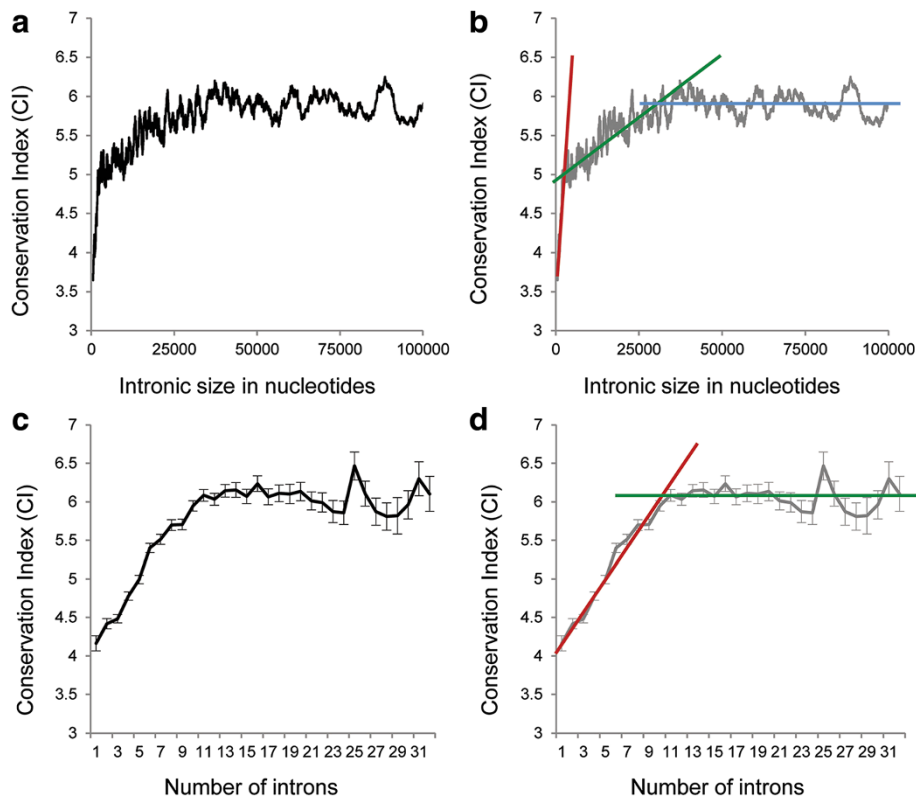 a
Conservation Index (CI)
7
6.5
6
5.5
5
4.5
4
3.5
3
0 25000 50000 75000 100000
Intronic size in nucleotides
b
Conservation Index (CI)
7
6.5
6
5.5
5
4.5
4
3.5
3
0 25000 50000 75000 100000
Intronic size in nucleotides
c
Conservation Index (CI)
7
6.5
6
5.5
5
4.5
4
3.5
3
1 3 5 7 9 11 13 15 17 19 21 23 25 27 29 31
Number of introns
d
Conservation Index (CI)
7
6.5
6
5.5
5
4.5
4
3.5
3
1 3 5 7 9 11 13 15 17 19 21 23 25 27 29 31
Number of introns